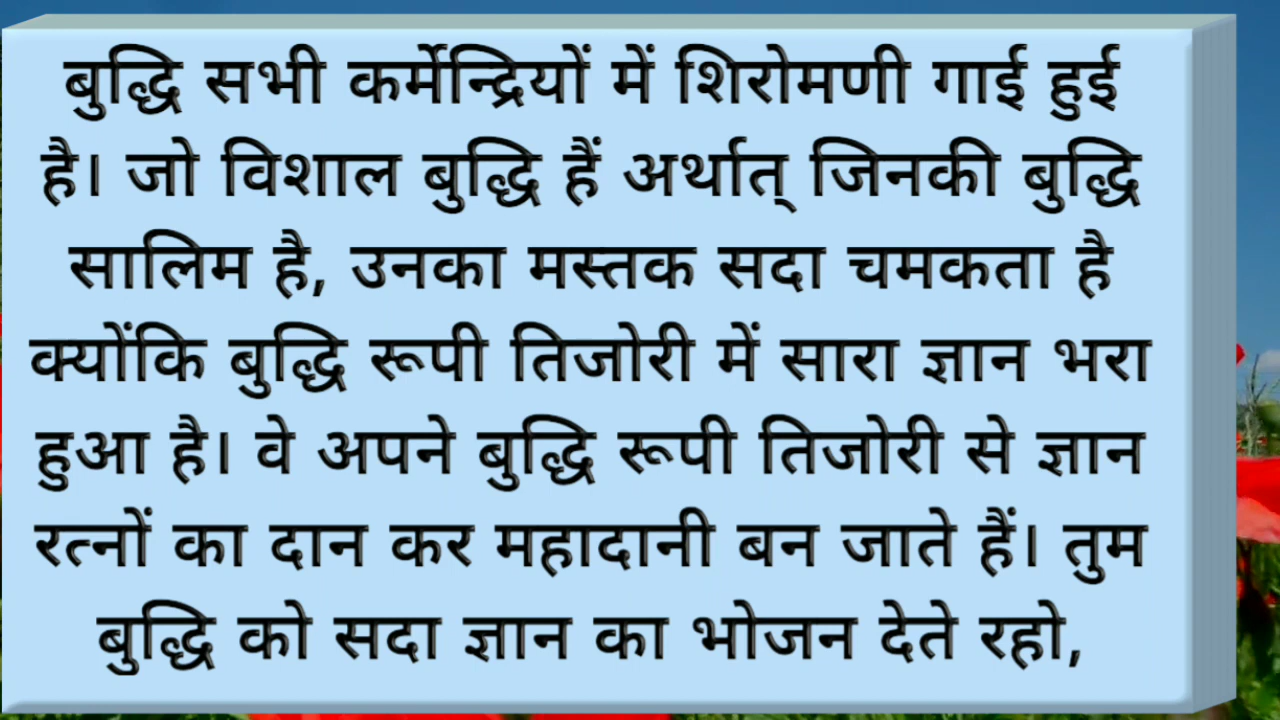 बुद्धि सभी कर्मेन्द्रियों में शिरोमणी गाई हुई
है। जो विशाल बुद्धि हैं अर्थात् जिनकी बुद्धि
सालिम है, उनका मस्तक सदा चमकता है
क्योंकि बुद्धि रूपी तिजोरी में सारा ज्ञान भरा
हुआ है। वे अपने बुद्धि रूपी तिजोरी से ज्ञान
रत्नों का दान कर महादानी बन जाते हैं। तुम
बुद्धि को सदा ज्ञान का भोजन देते रहो,